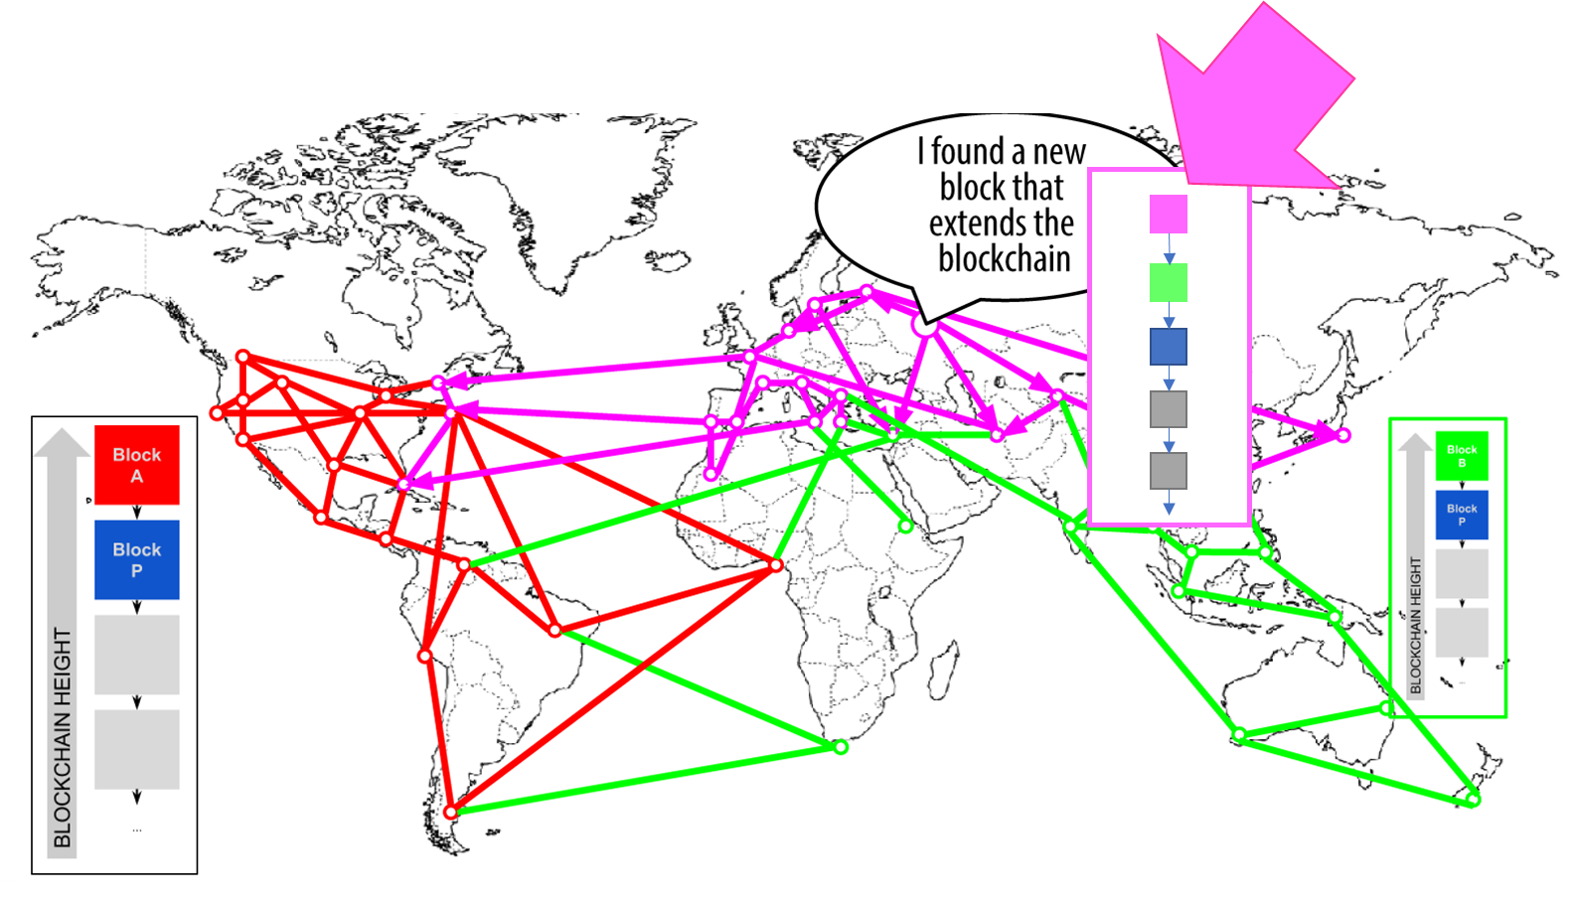 I found a new
block that
extends the
blockchain
BLOCKCHAIN HEIGHT
Block
A
Block
P
...
BLOCKCHAIN HEIGHT
Block
B
Block
P
...